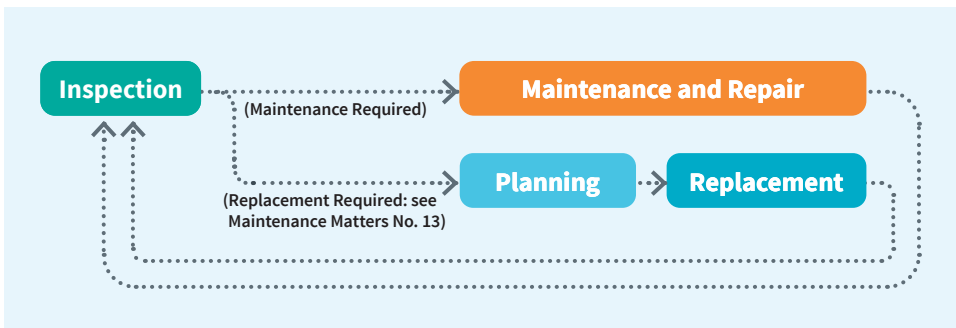 Inspection
Maintenance and Repair
(Maintenance Required)
Planning
Replacement
(Replacement Required: see
Maintenance Matters No. 13)